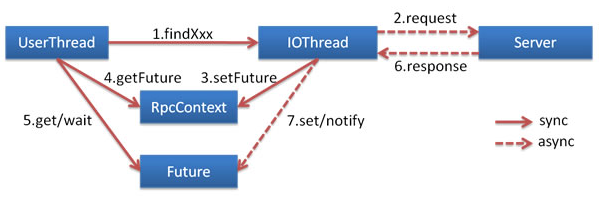 2.request
1.findXxx
UserThread
IOThread
Server
6.response
4.getFuture
3.setFuture
RpcContext
5.get/wait
7.set/notify
sync
async
Future